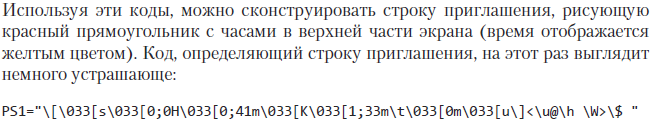 Используя эти коды, можно сконструировать строку приглашения, рисующую
красный прямоугольник с часами в верхней части экрана (время отображается
желтым цветом). Код, определяющий строку приглашения, на этот раз выглядит
немного устрашающе:
PS1="\[\033[s\033[0;0H\033[0;41m\033[K\033[1;33m\t\033[0m\033[u\]<\u@\h \W>\$ "